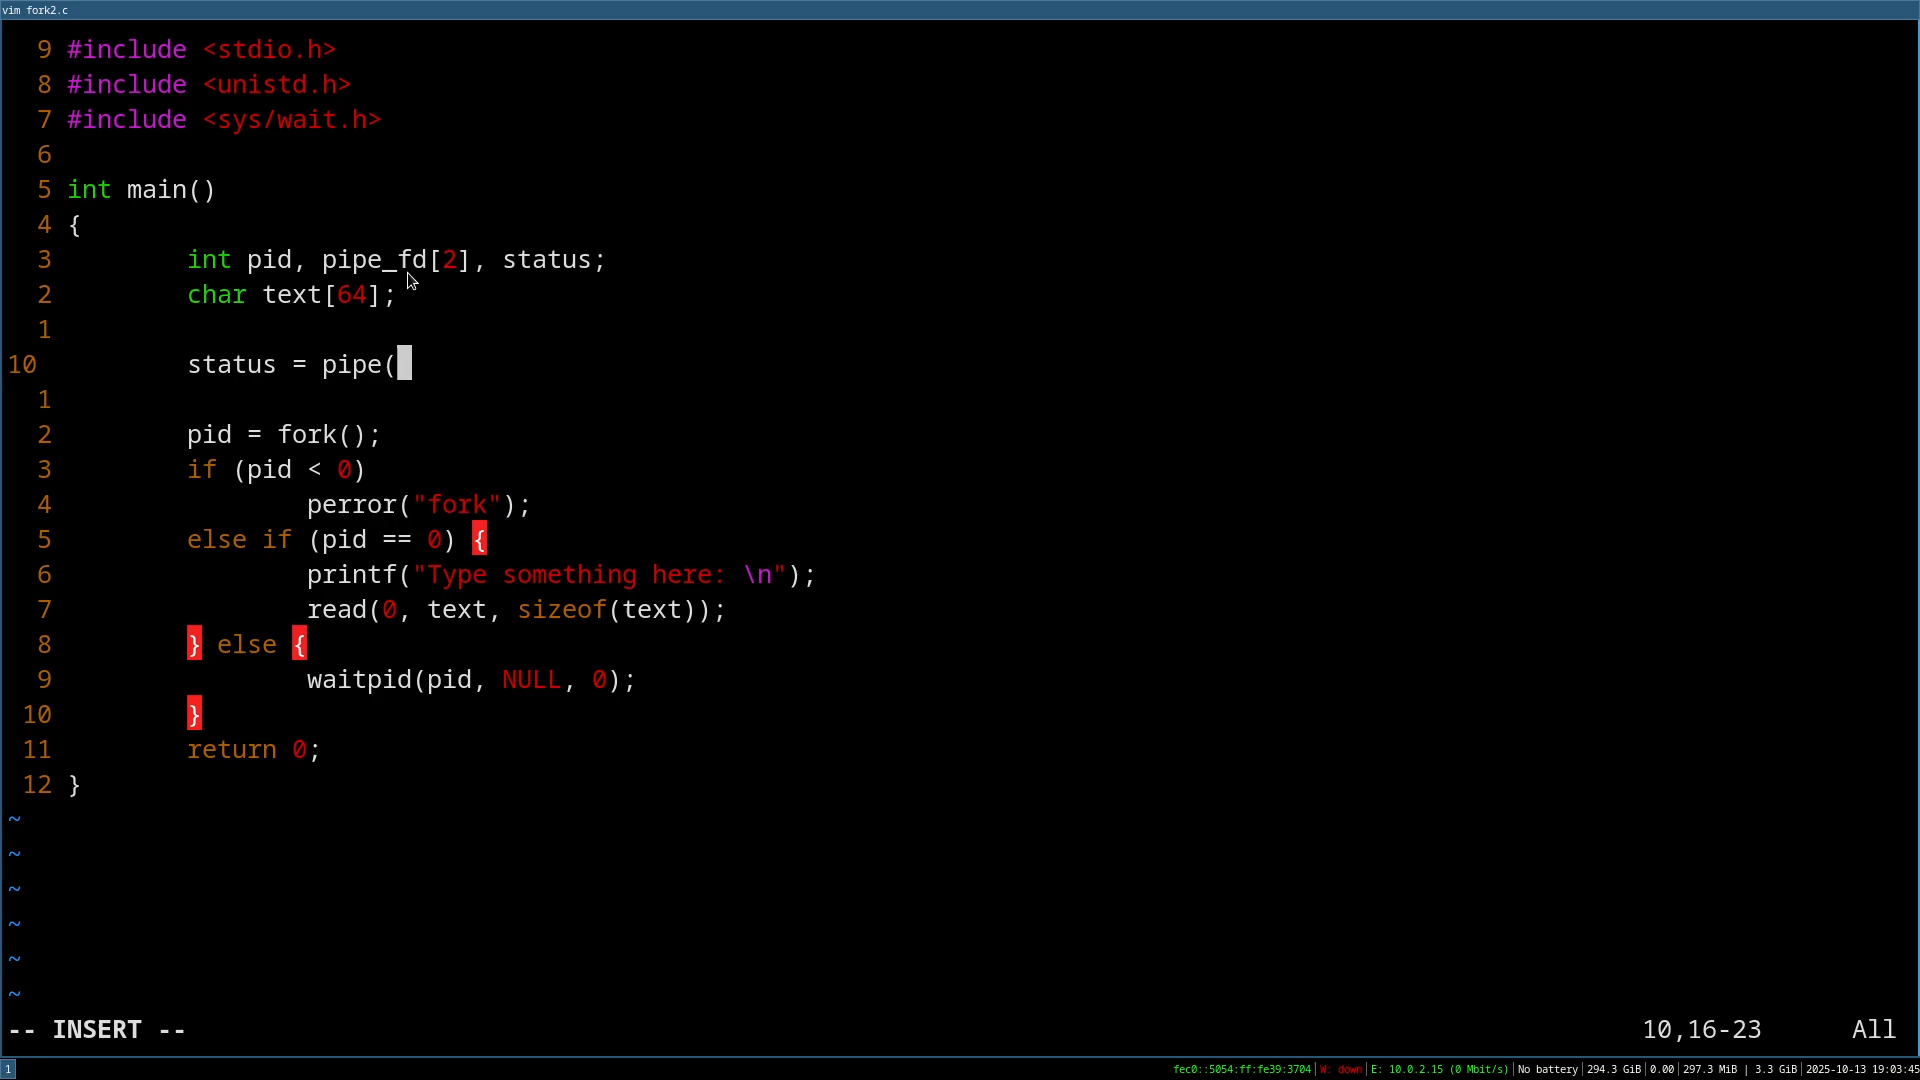 vim fork2.c
9 #include <stdio.h>
8 #include <unistd.h>
7 #include <sys/wait.h>
6
5 int main()
4 {
3         int pid, pipe_fd[2], status;
2         char text[64];
1
10         status = pipe(
1
2         pid = fork();
3         if (pid < 0)
4                 perror("fork");
5         else if (pid == 0) {
6                 printf("Type something here: \n");
7                 read(0, text, sizeof(text));
8         } else {
9                 waitpid(pid, NULL, 0);
10         }
11         return 0;
12 }
~
~
~
~
~
~
-- INSERT -- 10,16-23 All
1 fec0::5054:ff:fe39:3704|W: down|E: 10.0.2.15 (0 Mbit/s)|No battery|294.3 GiB|0.00|297.3 MiB | 3.3 GiB|2025-10-13 19:03:45